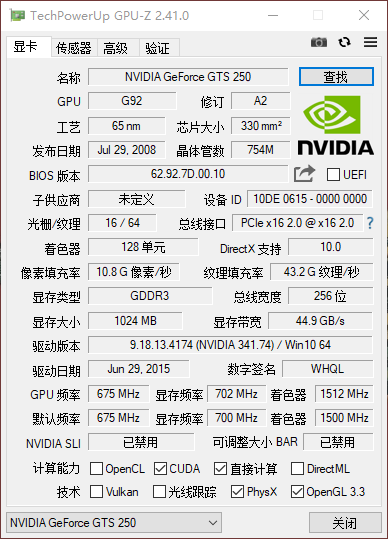 TechPowerUp GPU-Z 2.41.0
显卡 传感器 高级 验证
名称 NVIDIA GeForce GTS 250 查找
GPU G92 修订 A2
工艺 65 nm 芯片大小 330 mm²
发布日期 Jul 29, 2008 晶体管数 754M
NVIDIA
BIOS 版本 62.92.7D.00.10 UEFI
子供应商 未定义 设备 ID 10DE 0615 - 0000 0000
光栅/纹理 16 / 64 总线接口 PCIe x16 2.0 @ x16 2.0 ?
着色器 128 单元 DirectX 支持 10.0
像素填充率 10.8 G 像素/秒 纹理填充率 43.2 G 纹理/秒
显存类型 GDDR3 总线宽度 256 位
显存大小 1024 MB 显存带宽 44.9 GB/s
驱动版本 9.18.13.4174 (NVIDIA 341.74) / Win10 64
驱动日期 Jun 29, 2015 数字签名 WHQL
GPU 频率 675 MHz 显存频率 702 MHz 着色器 1512 MHz
默认频率 675 MHz 显存频率 700 MHz 着色器 1500 MHz
NVIDIA SLI 已禁用 可调整大小 BAR 已禁用
计算能力 OpenCL CUDA 直接计算 DirectML
技术 Vulkan 光线跟踪 PhysX OpenGL 3.3
NVIDIA GeForce GTS 250 关闭